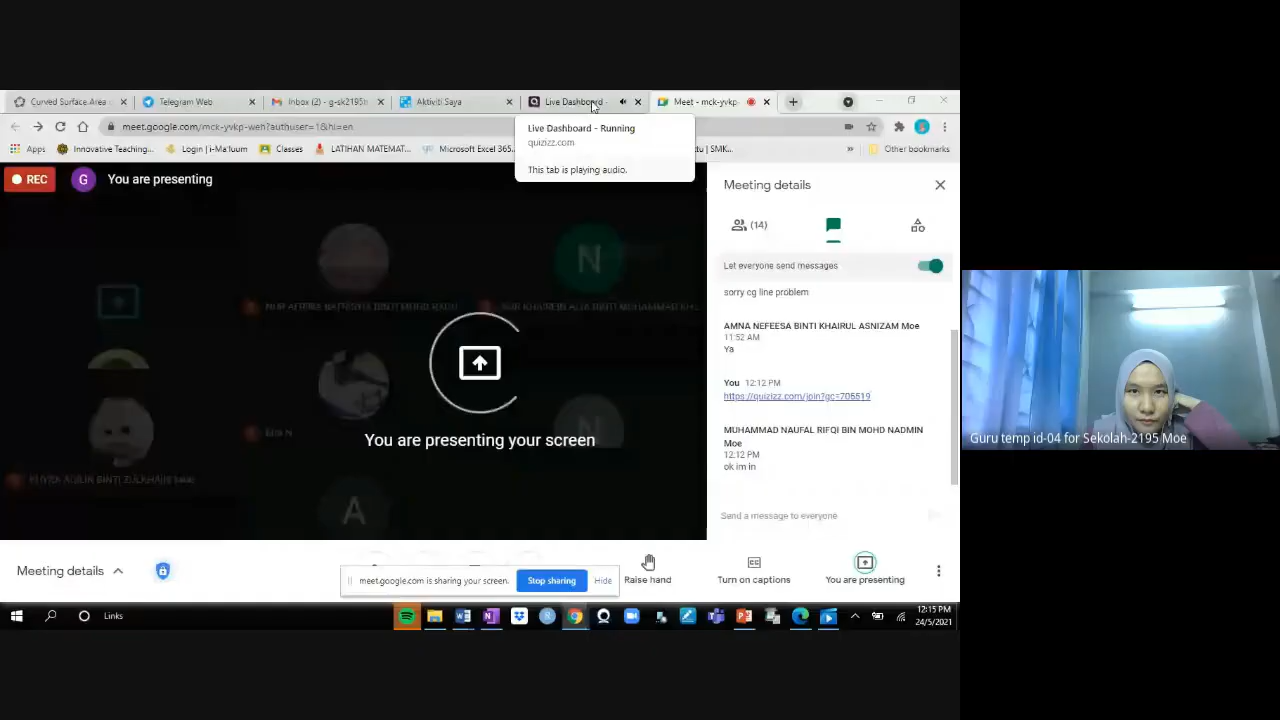 Curved Surface Area
Telegram Web
Inbox (2) - g-sk2195t
Aktiviti Saya
Live Dashboard -
Meet - mck-yvkp-
meet.google.com/mck-yvkp-weh?authuser=1&hl=en
Apps
Innovative Teaching...
Login | i-Ma'luum
Classes
LATIHAN MATEMAT...
Microsoft Excel 365...
| SMK...
Other bookmarks
Live Dashboard - Running
quizizz.com
This tab is playing audio.
REC
G
You are presenting
N
N
A
You are presenting your screen
Meeting details
(14)
Let everyone send messages
sorry cg line problem
AMNA NEFEESA BINTI KHAIRUL ASNIZAM Moe
11:52 AM
Ya
You 12:12 PM
https://quizizz.com/join?gc=705519
MUHAMMAD NAUFAL RIFQI BIN MOHD NADMIN
Moe
12:12 PM
ok im in
Send a message to everyone
Meeting details
meet.google.com is sharing your screen.
Stop sharing
Hide
Raise hand
Turn on captions
You are presenting
Links
12:15 PM
24/5/2021
Guru temp id-04 for Sekolah-2195 Moe